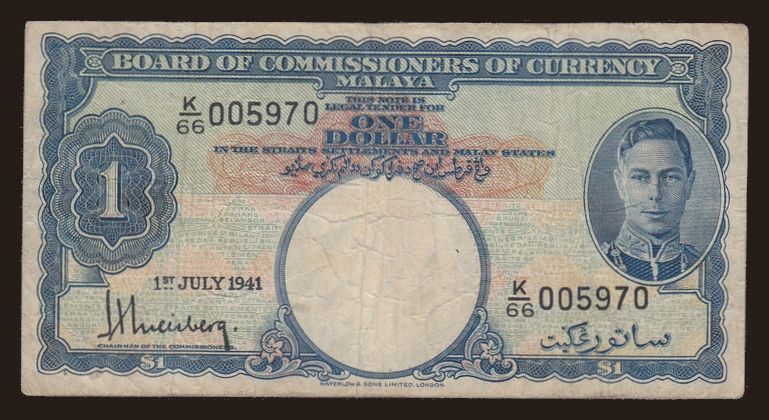 BOARD OF COMMISSIONERS OF CURRENCY
MALAYA
K/66 005970
THIS NOTE IS
LEGAL TENDER FOR
ONE
DOLLAR
IN THE STRAITS SETTLEMENTS AND MALAY STATES
1
1ST JULY 1941
K/66 005970
CHAIRMAN OF THE COMMISSIONERS.
ساتو رڠݢيت
$1
$1
WATERLOW & SONS LIMITED, LONDON.